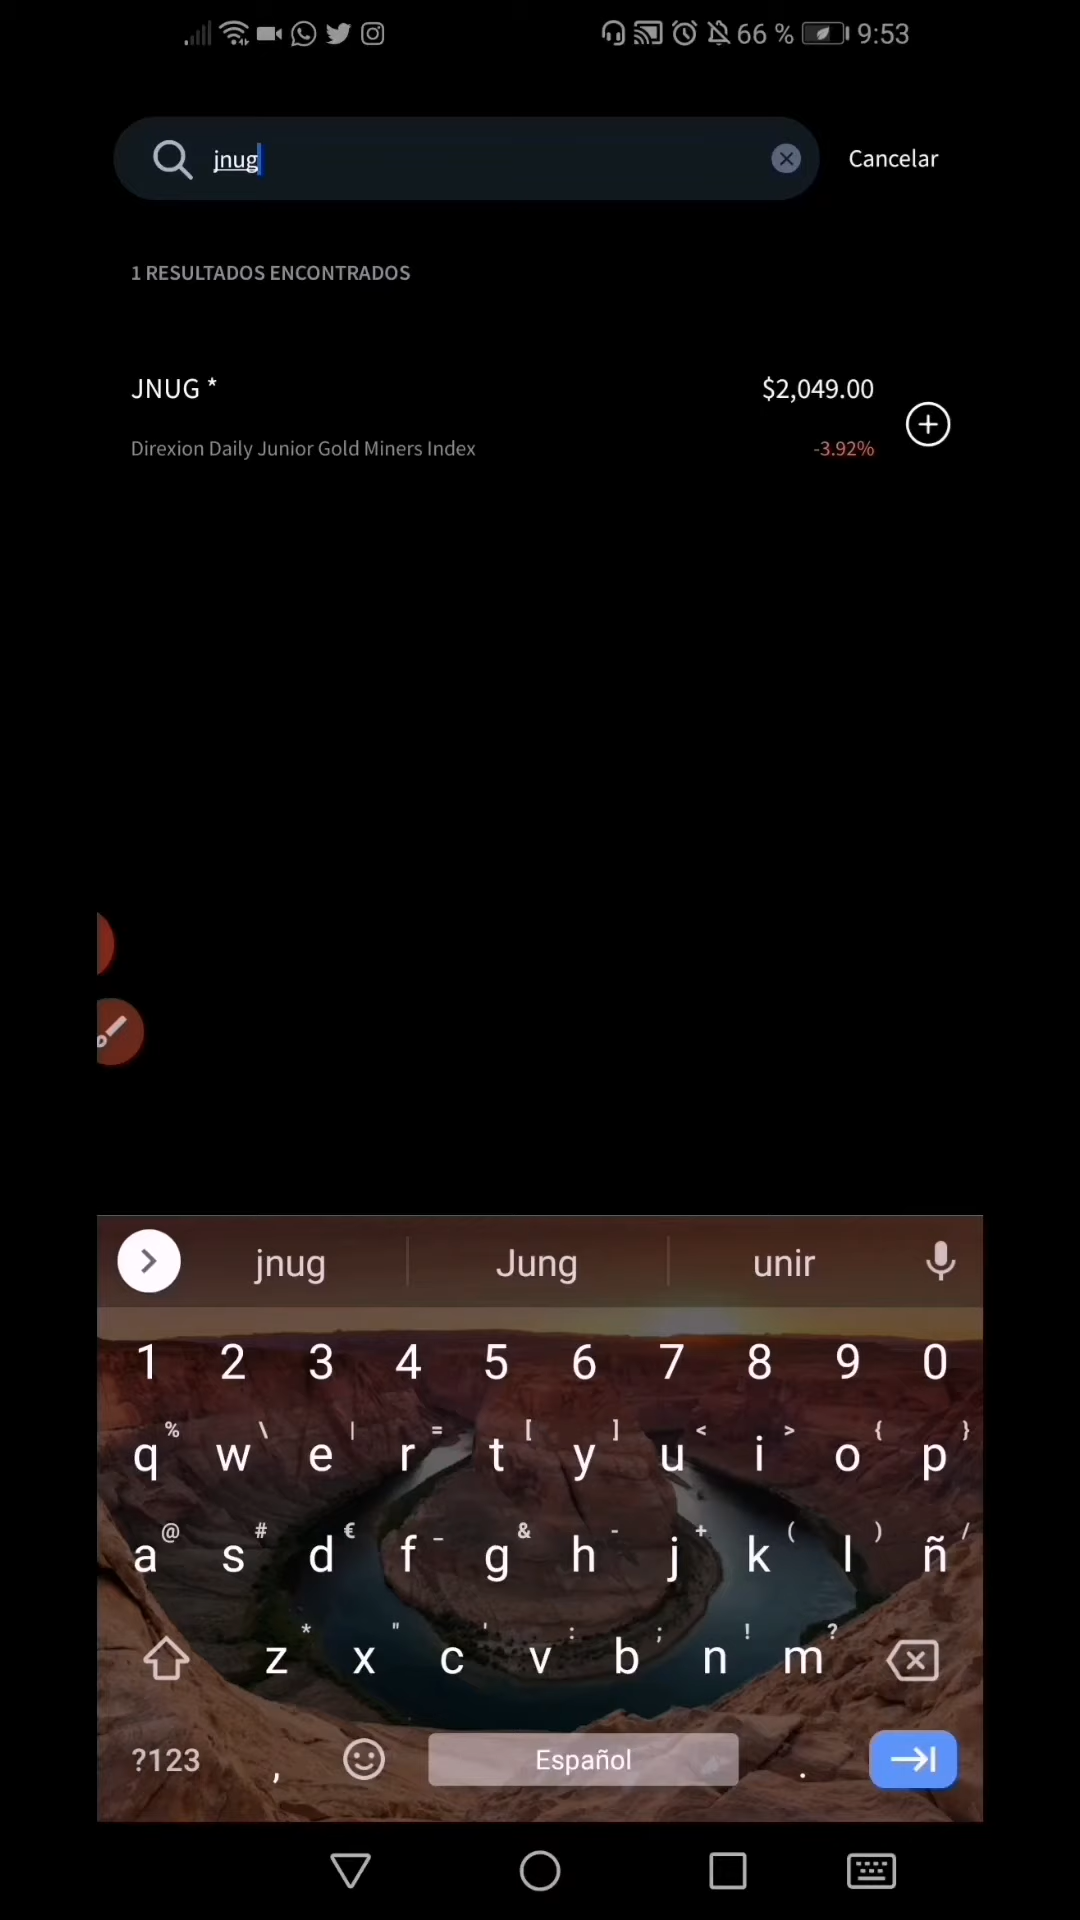 66 % 9:53
jnug Cancelar
1 RESULTADOS ENCONTRADOS
JNUG * $2,049.00
Direxion Daily Junior Gold Miners Index -3.92%
jnug Jung unir
1 2 3 4 5 6 7 8 9 0
% \ | = [ ] < > { }
q w e r t y u i o p
@ # € _ & - + ( ) /
a s d f g h j k l ñ
* " ' : ; ! ?
z x c v b n m
?123 , Español .